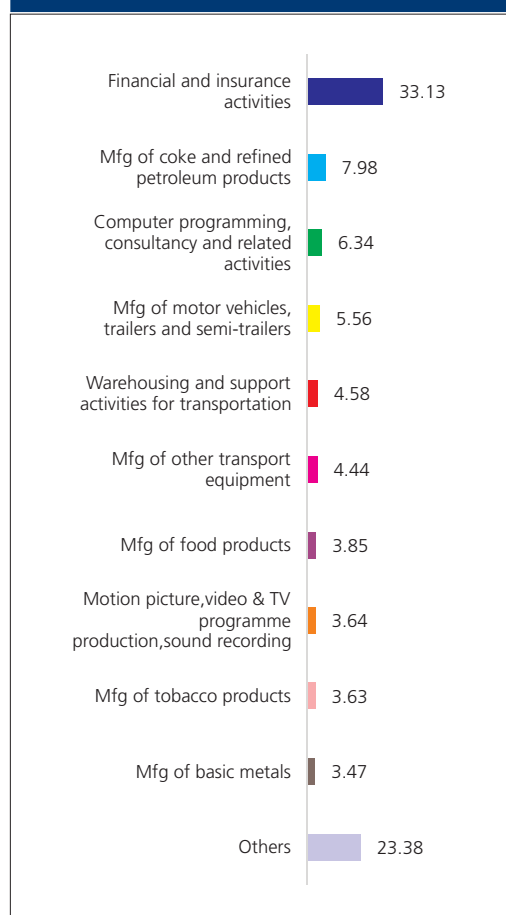 Financial and insurance
activities
33.13
Mfg of coke and refined
petroleum products
7.98
Computer programming,
consultancy and related
activities
6.34
Mfg of motor vehicles,
trailers and semi-trailers
5.56
Warehousing and support
activities for transportation
4.58
Mfg of other transport
equipment
4.44
Mfg of food products
3.85
Motion picture,video & TV
programme
production,sound recording
3.64
Mfg of tobacco products
3.63
Mfg of basic metals
3.47
Others
23.38